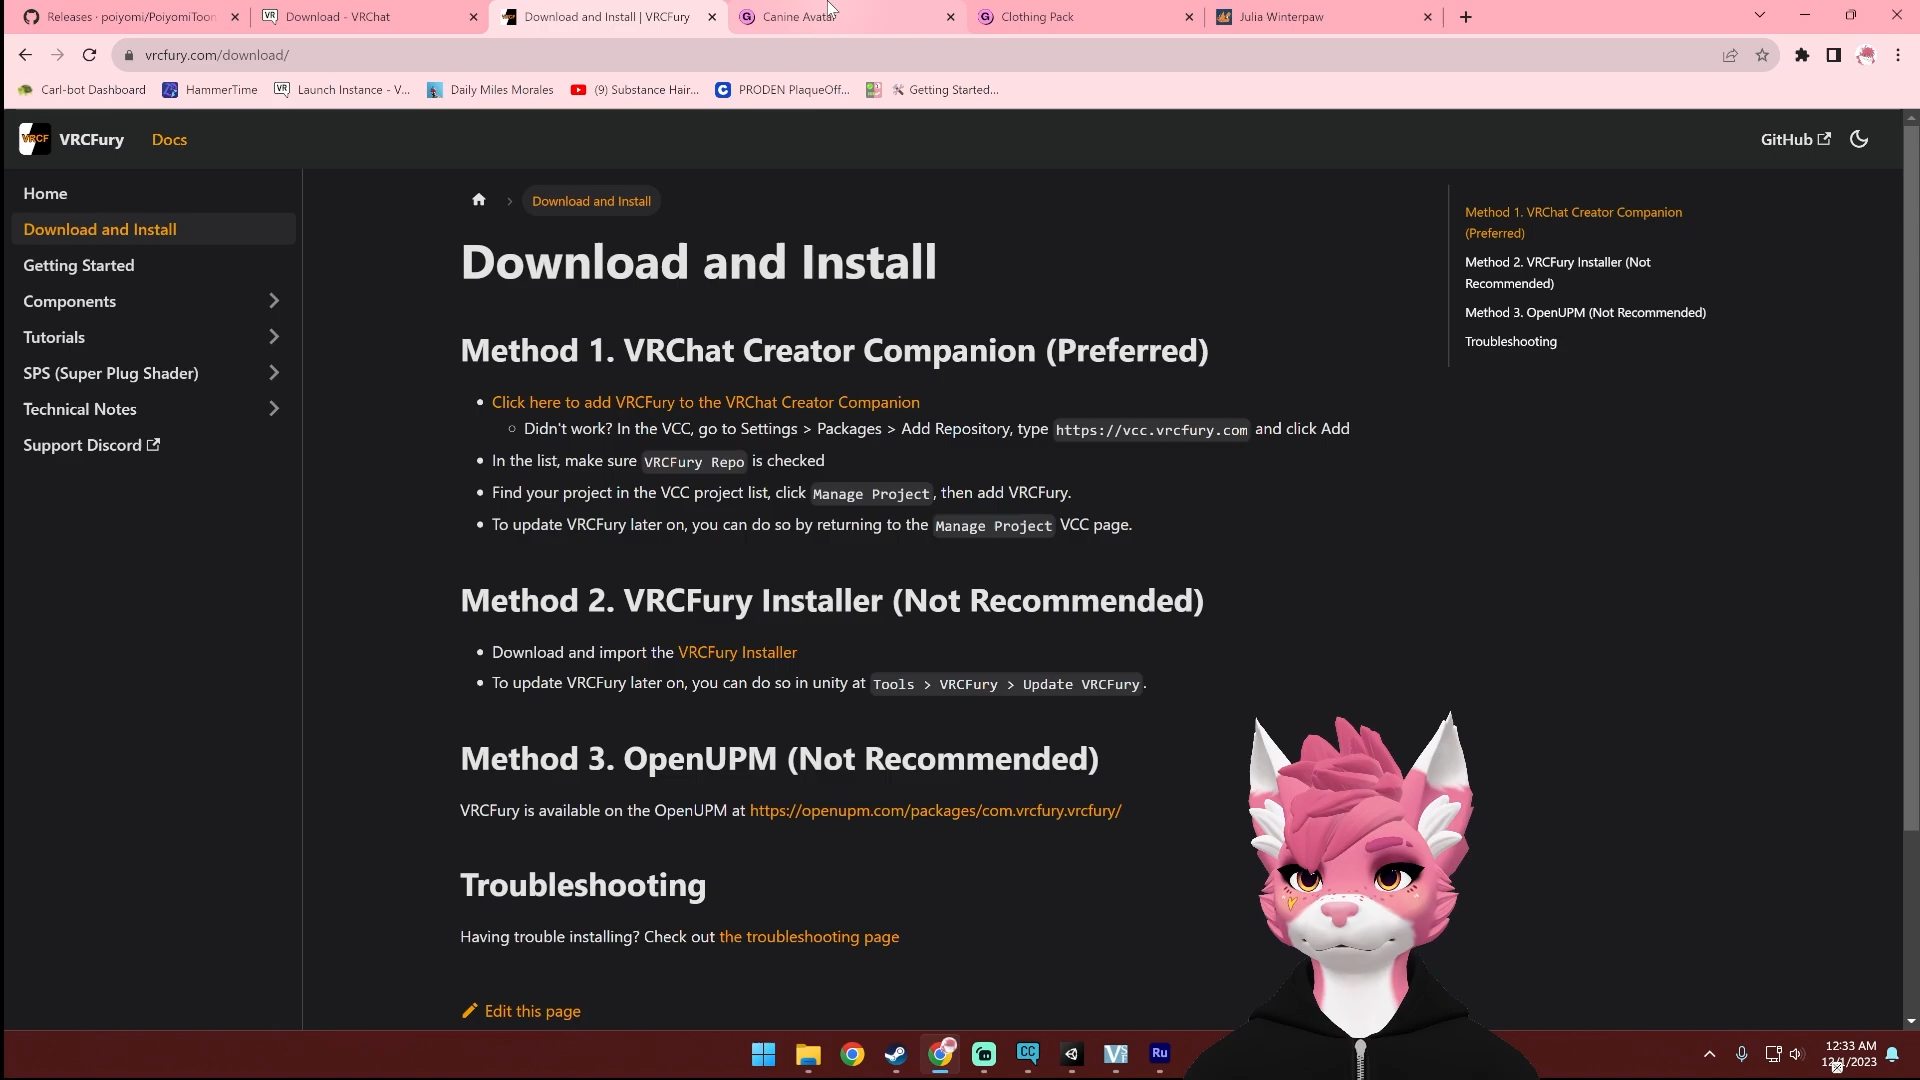 Releases · poiyomi/PoiyomiToon
Download - VRChat
Download and Install | VRCFury
Canine Avatar
Clothing Pack
Julia Winterpaw
vrcfury.com/download/
Carl-bot Dashboard
HammerTime
Launch Instance - V...
Daily Miles Morales
(9) Substance Hair...
PRODEN PlaqueOff...
Getting Started...
VRCF VRCFury
Docs
GitHub
Home
Download and Install
Getting Started
Components
Tutorials
SPS (Super Plug Shader)
Technical Notes
Support Discord
Download and Install
Download and Install
Method 1. VRChat Creator Companion (Preferred)
• Click here to add VRCFury to the VRChat Creator Companion
◦ Didn't work? In the VCC, go to Settings > Packages > Add Repository, type https://vcc.vrcfury.com and click Add
• In the list, make sure VRCFury Repo is checked
• Find your project in the VCC project list, click Manage Project, then add VRCFury.
• To update VRCFury later on, you can do so by returning to the Manage Project VCC page.
Method 2. VRCFury Installer (Not Recommended)
• Download and import the VRCFury Installer
• To update VRCFury later on, you can do so in unity at Tools > VRCFury > Update VRCFury.
Method 3. OpenUPM (Not Recommended)
VRCFury is available on the OpenUPM at https://openupm.com/packages/com.vrcfury.vrcfury/
Troubleshooting
Having trouble installing? Check out the troubleshooting page
Edit this page
Method 1. VRChat Creator Companion
(Preferred)
Method 2. VRCFury Installer (Not
Recommended)
Method 3. OpenUPM (Not Recommended)
Troubleshooting
CC
Ru
12:33 AM
12/1/2023